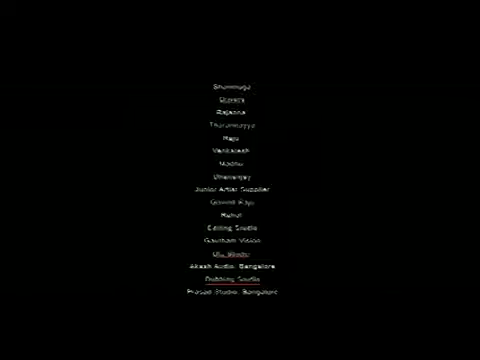 Shanmuga
Drivers
Rajanna
Raju
Venkatesh
Madhu
Dhananjay
Junior Artist Supplier
Govind Raju
Rahul
Editing Studio
Gautham Vision
Akash Audio, Bangalore
Dubbing Studio
Prasad Studio, Bangalore